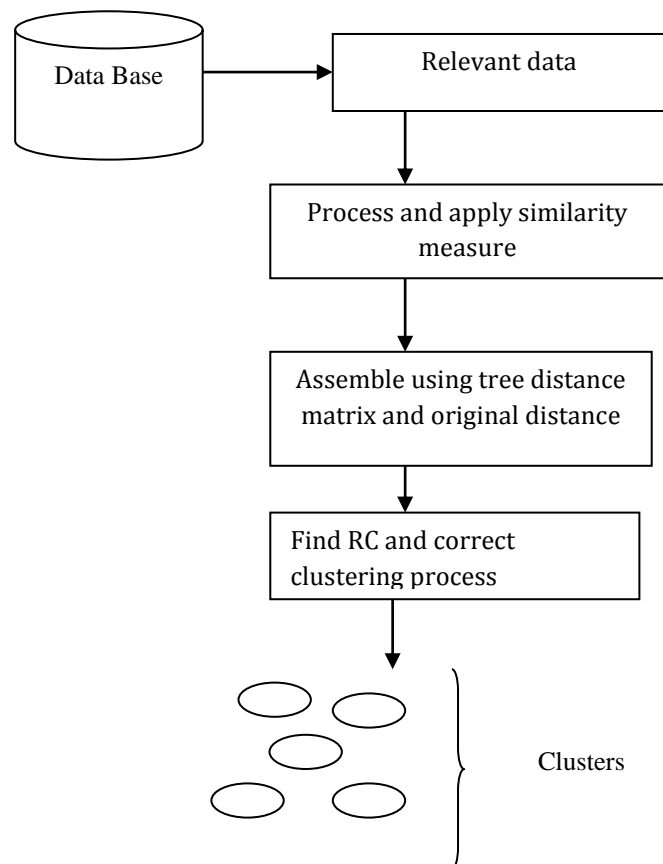 Data Base
Relevant data
Process and apply similarity
measure
Assemble using tree distance
matrix and original distance
Find RC and correct
clustering process
Clusters